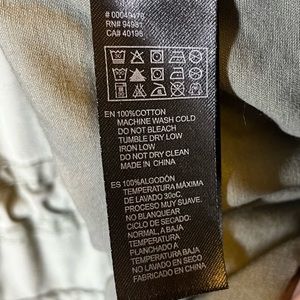 # 00049479
RN# 94981
CA# 40196
EN 100%COTTON
MACHINE WASH COLD
DO NOT BLEACH
TUMBLE DRY LOW
IRON LOW
DO NOT DRY CLEAN
MADE IN CHINA
ES 100%ALGODÓN
TEMPERATURA MÁXIMA
DE LAVADO 30oC.
PROCESO MUY SUAVE.
NO BLANQUEAR
CICLO DE SECADO:
NORMAL, A BAJA
TEMPERATURA
PLANCHADO A
TEMPERATURA BAJA
NO LAVADO EN SECO
FABRICADO EN CHINA